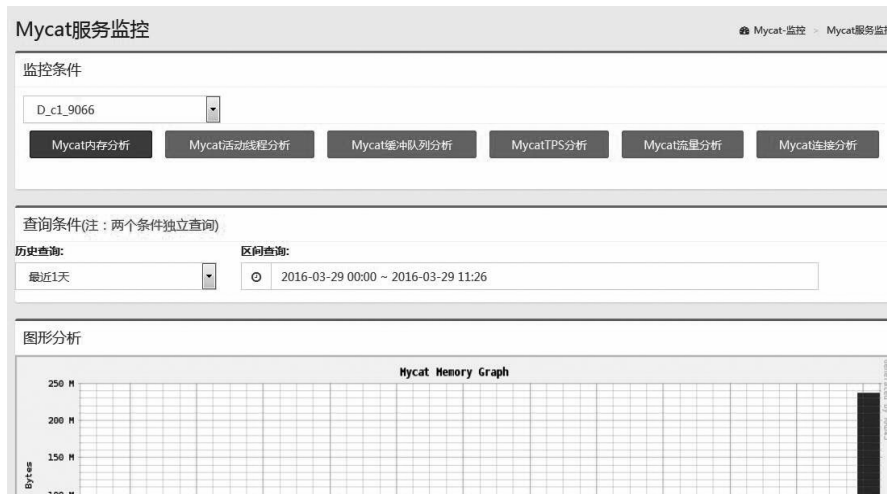 Mycat服务监控
Mycat-监控 > Mycat服务监
监控条件
D_c1_9066
Mycat内存分析 Mycat活动线程分析 Mycat缓冲队列分析 MycatTPS分析 Mycat流量分析 Mycat连接分析
查询条件(注：两个条件独立查询)
历史查询: 区间查询:
最近1天 2016-03-29 00:00 ~ 2016-03-29 11:26
图形分析
Mycat Memory Graph
250 M
200 M
150 M
100 M
Bytes